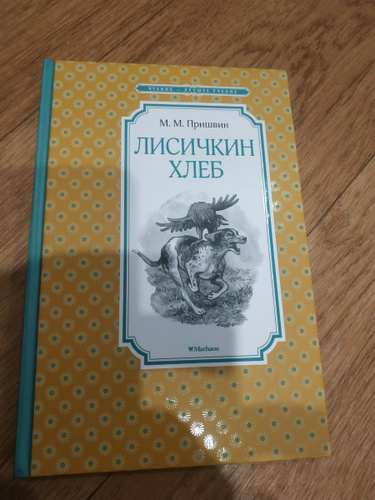 ЧТЕНИЕ – ЛУЧШЕЕ УЧЕНИЕ
М. М. Пришвин
ЛИСИЧКИН
ХЛЕБ
Machaon